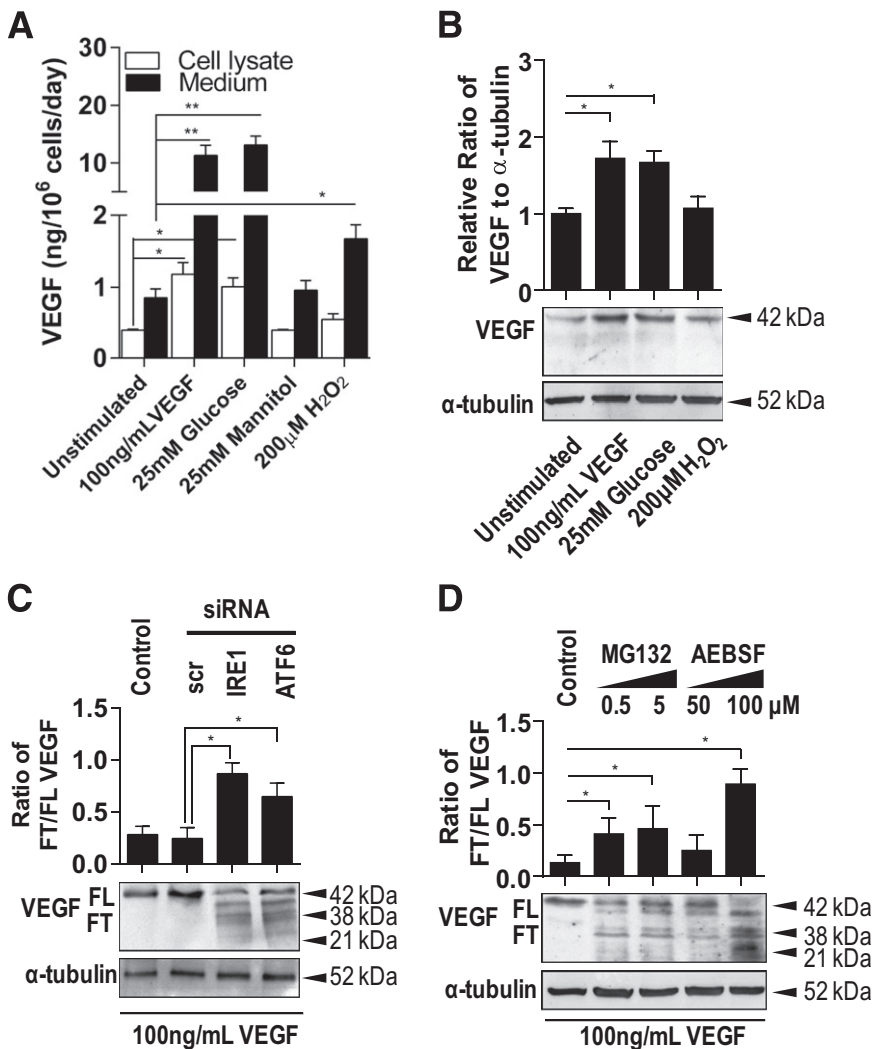 A
VEGF (ng/10⁶ cells/day)
30
20
10
2
1
0
Cell lysate
Medium
**
**
*
*
*
Unstimulated
100ng/mLVEGF
25mM Glucose
25mM Mannitol
200µM H₂O₂
B
Relative Ratio of
VEGF to α-tubulin
3
2
1
0
*
*
VEGF
42 kDa
α-tubulin
52 kDa
Unstimulated
100ng/mL VEGF
25mM Glucose
200µM H₂O₂
C
siRNA
Control
scr
IRE1
ATF6
Ratio of
FT/FL VEGF
1.5
1.0
0.5
0.0
*
*
VEGF FL
FT
42 kDa
38 kDa
21 kDa
α-tubulin
52 kDa
100ng/mL VEGF
D
Control
MG132 AEBSF
0.5 5 50 100 µM
Ratio of
FT/FL VEGF
1.5
1.0
0.5
0.0
*
*
*
VEGF FL
FT
42 kDa
38 kDa
21 kDa
α-tubulin
52 kDa
100ng/mL VEGF